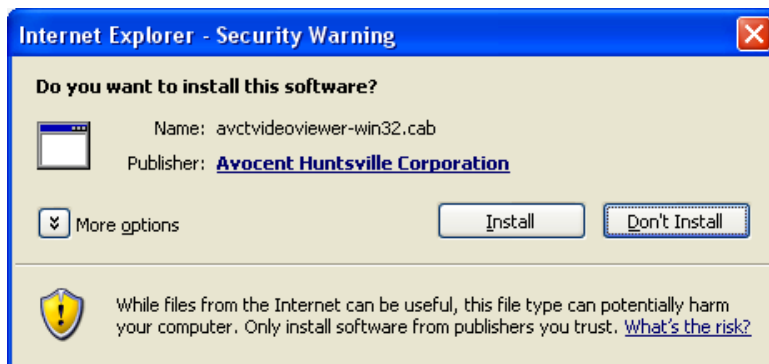 Internet Explorer - Security Warning
Do you want to install this software?
Name: avctvideoviewer-win32.cab
Publisher: Avocent Huntsville Corporation
More options
Install
Don't Install
While files from the Internet can be useful, this file type can potentially harm
your computer. Only install software from publishers you trust. What's the risk?